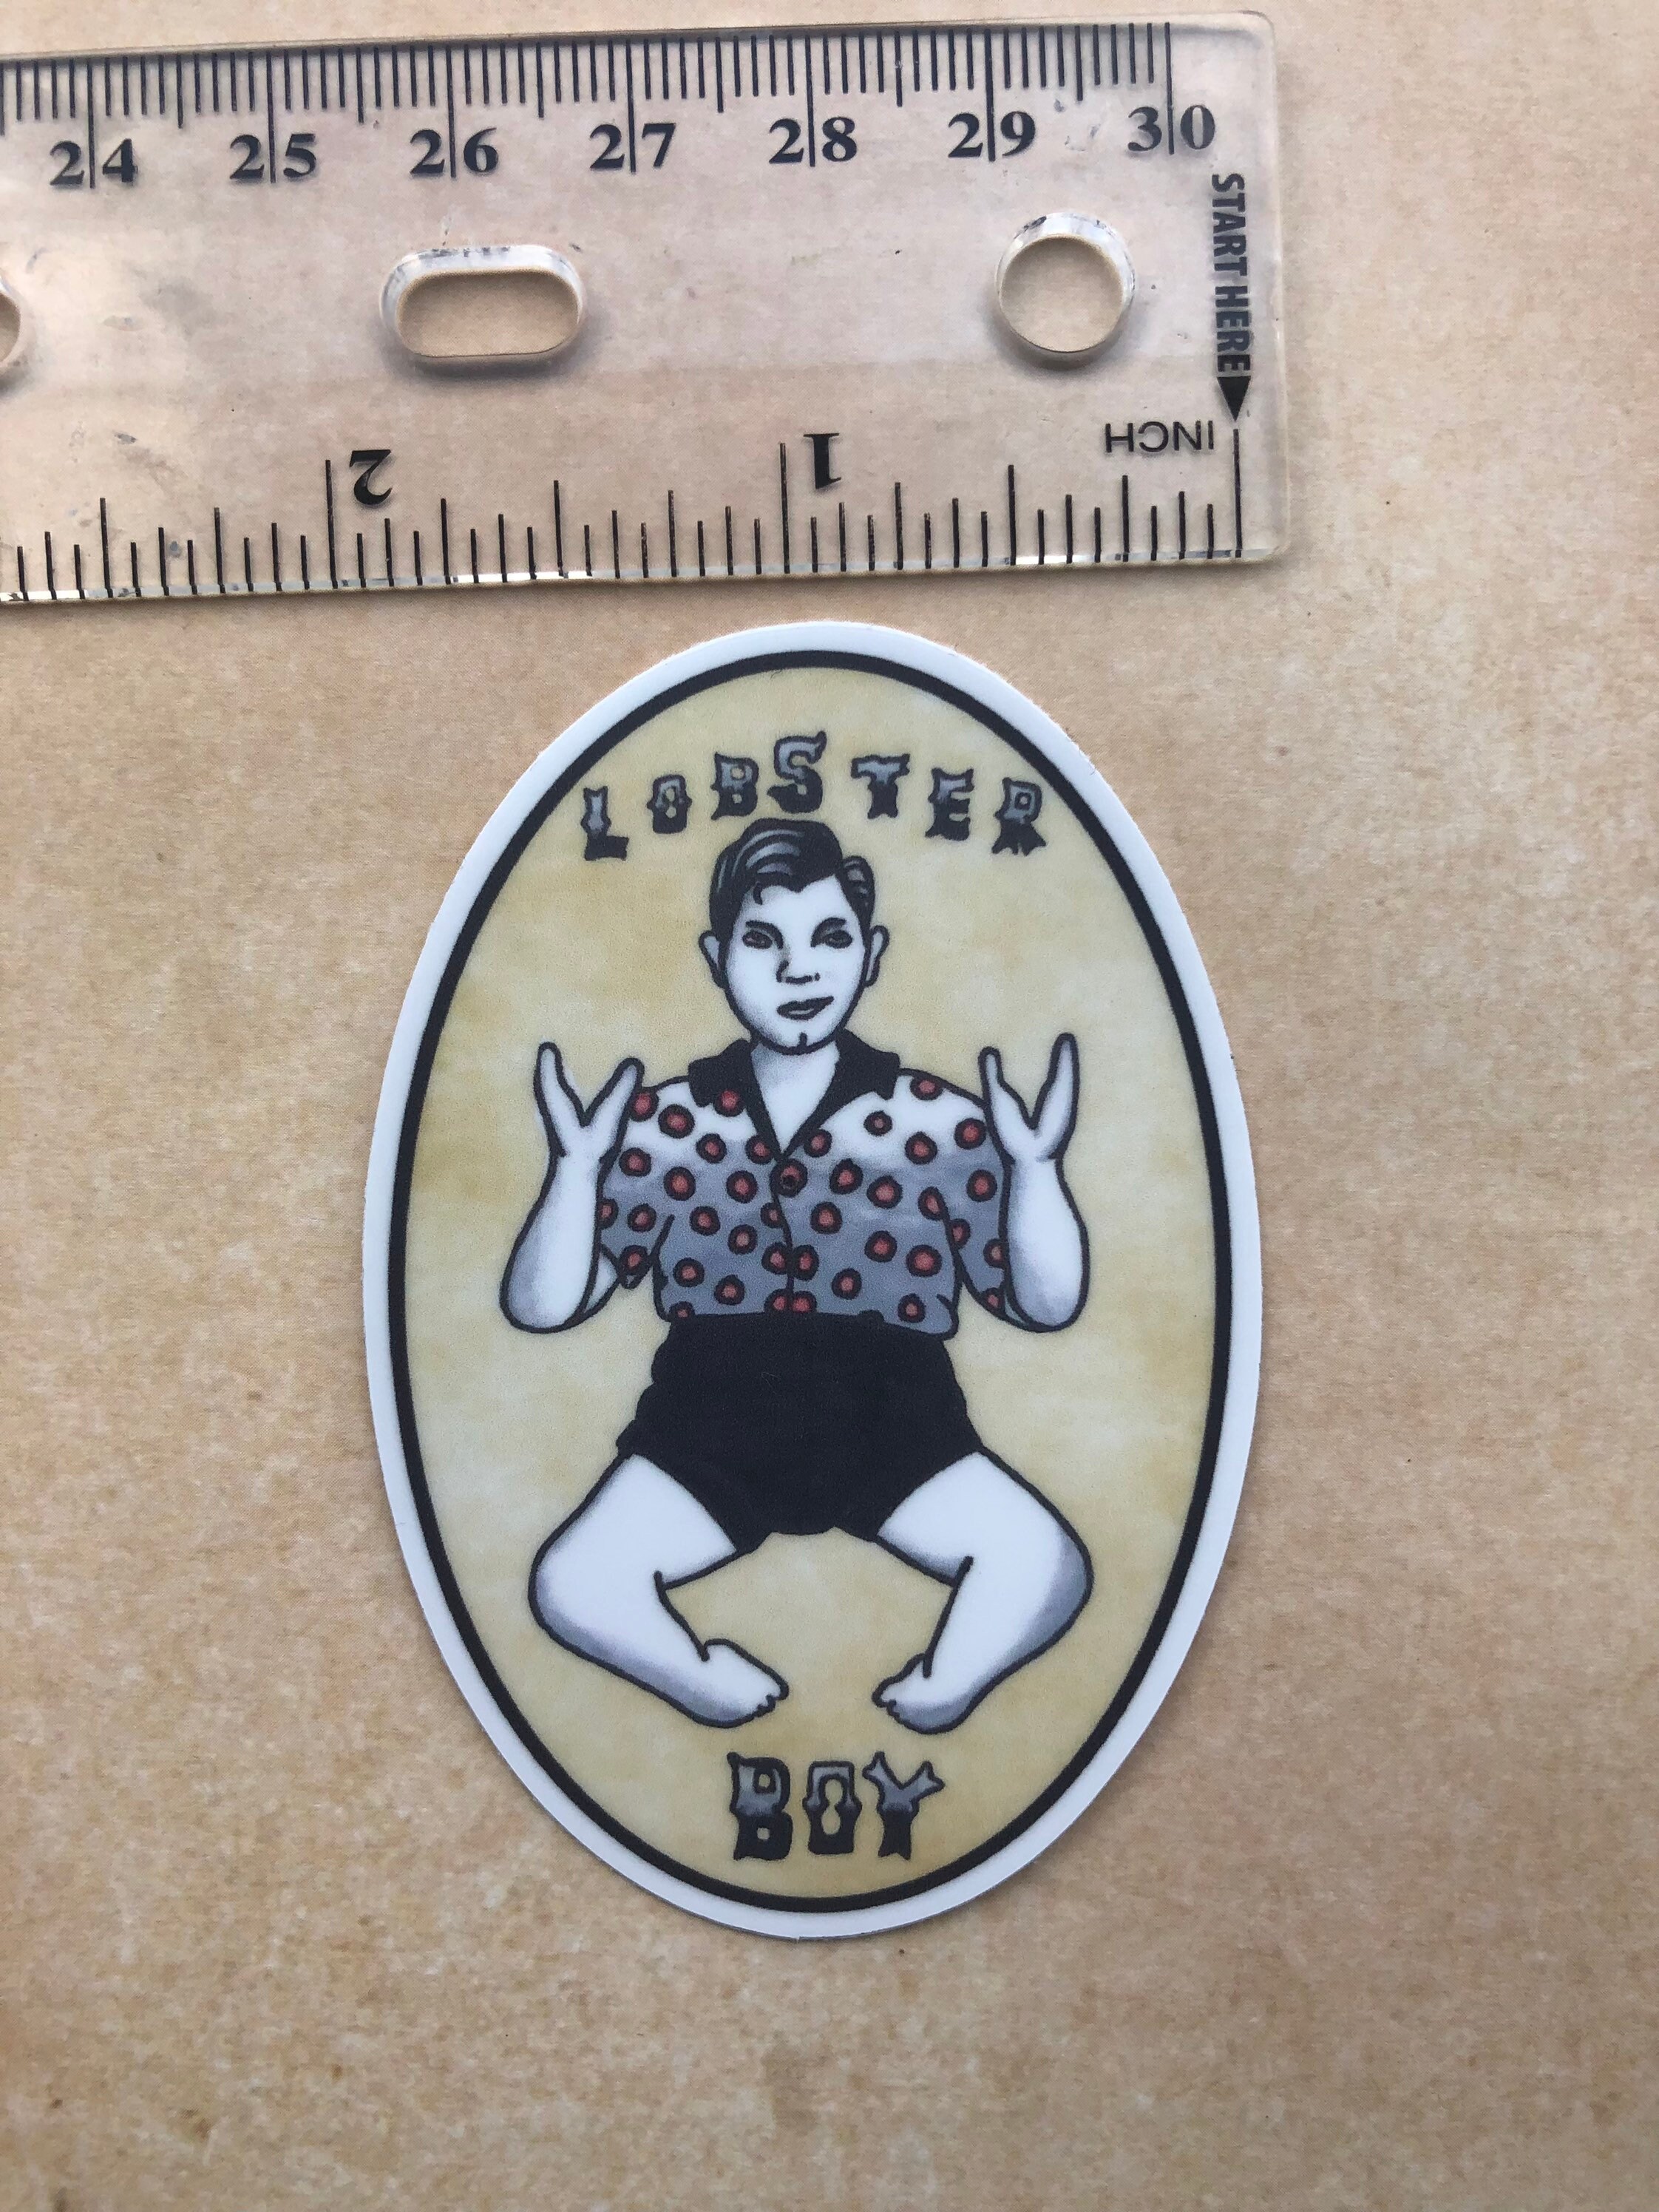 24 25 26 27 28 29 30
START HERE
INCH
2 1
LOBSTER
BOY